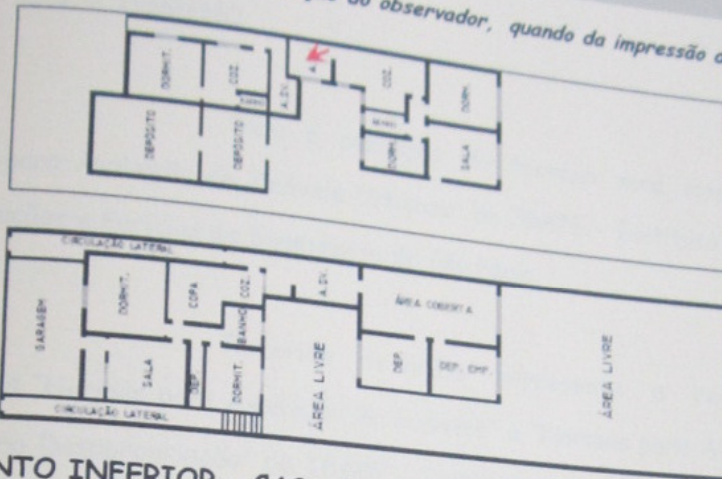 do observador, quando da impressão
DORMIT.
COZ.
A.DV.
A.
COZ.
DORM.
BANHO
DEPOSITO
DEPOSITO
DORM.
SALA
CIRCULAÇÃO LATERAL
GARAGEM
DORMIT.
COPA
COZ.
A.DV.
ÁREA COBERTA
BANHO
SALA
DEP.
DORMIT.
ÁREA LIVRE
DEP.
DEP. EMP.
ÁREA LIVRE
CIRCULAÇÃO LATERAL
NTO INFERIOR